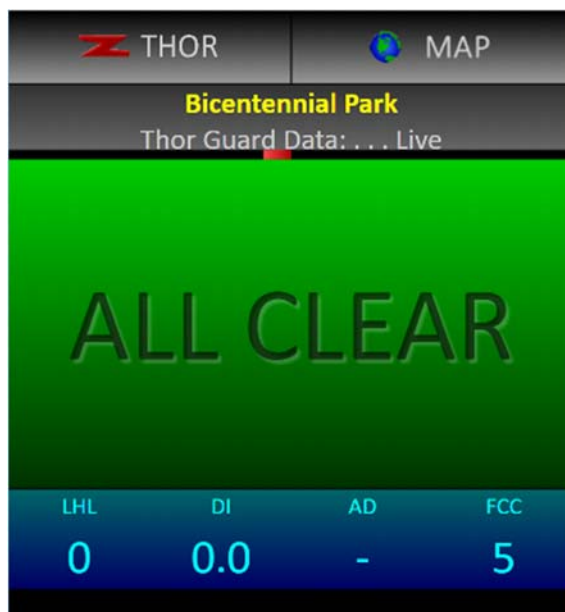 THOR MAP
Bicentennial Park
Thor Guard Data: . . . Live
ALL CLEAR
LHL DI AD FCC
0 0.0 - 5